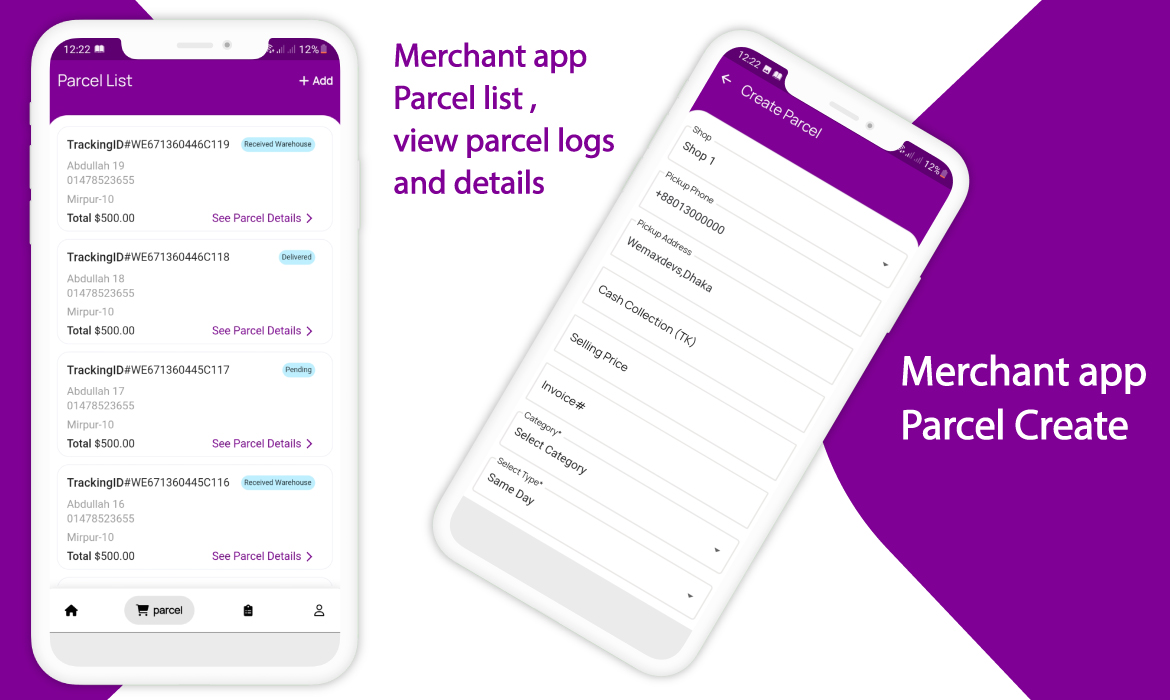 12:22
12%
Parcel List
+ Add
TrackingID#WE671360446C119
Received Warehouse
Abdullah 19
01478523655
Mirpur-10
Total $500.00
See Parcel Details
TrackingID#WE671360446C118
Delivered
Abdullah 18
01478523655
Mirpur-10
Total $500.00
See Parcel Details
TrackingID#WE671360445C117
Pending
Abdullah 17
01478523655
Mirpur-10
Total $500.00
See Parcel Details
TrackingID#WE671360445C116
Received Warehouse
Abdullah 16
01478523655
Mirpur-10
Total $500.00
See Parcel Details
parcel
Merchant app
Parcel list ,
view parcel logs
and details
12:22
12%
Create Parcel
Shop
Shop 1
Pickup Phone
+88013000000
Pickup Address
Wemaxdevs,Dhaka
Cash Collection (TK)
Selling Price
Invoice#
Category*
Select Category
Select Type*
Same Day
Merchant app
Parcel Create